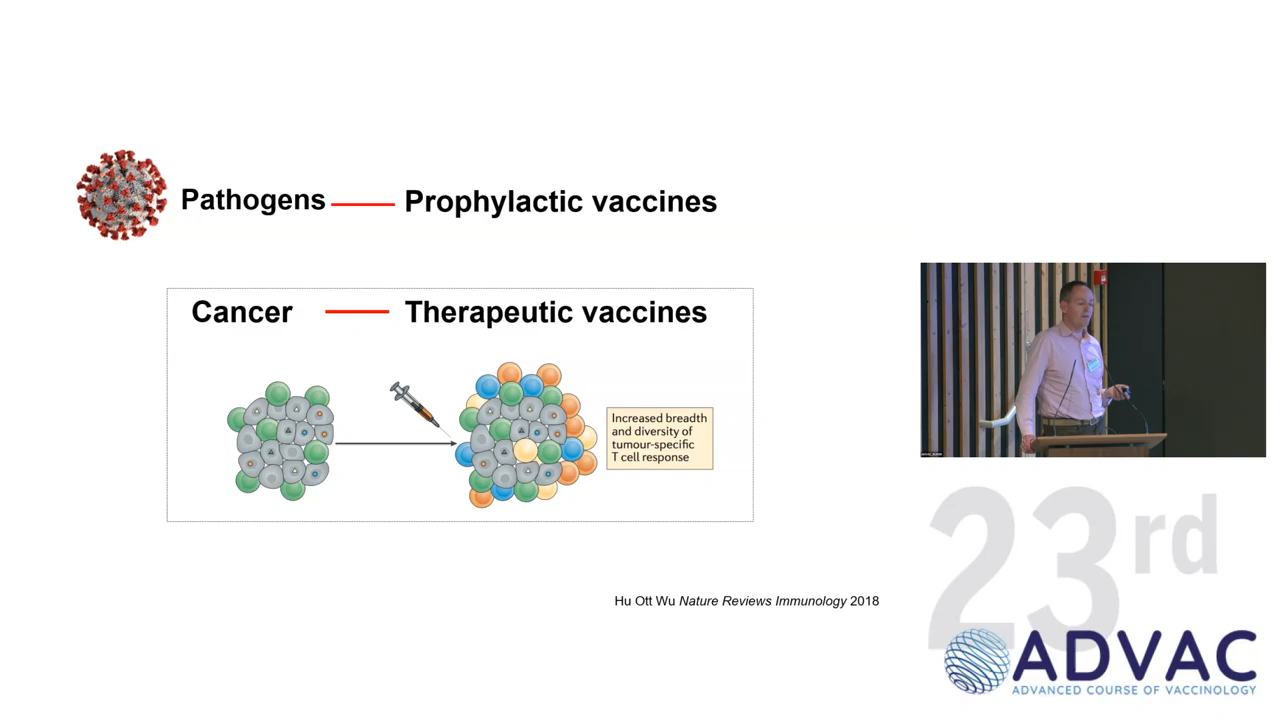 Pathogens
Prophylactic vaccines
Cancer
Therapeutic vaccines
Increased breadth
and diversity of
tumour-specific
T cell response
Hu Ott Wu Nature Reviews Immunology 2018
23rd
ADVAC
ADVANCED COURSE OF VACCINOLOGY